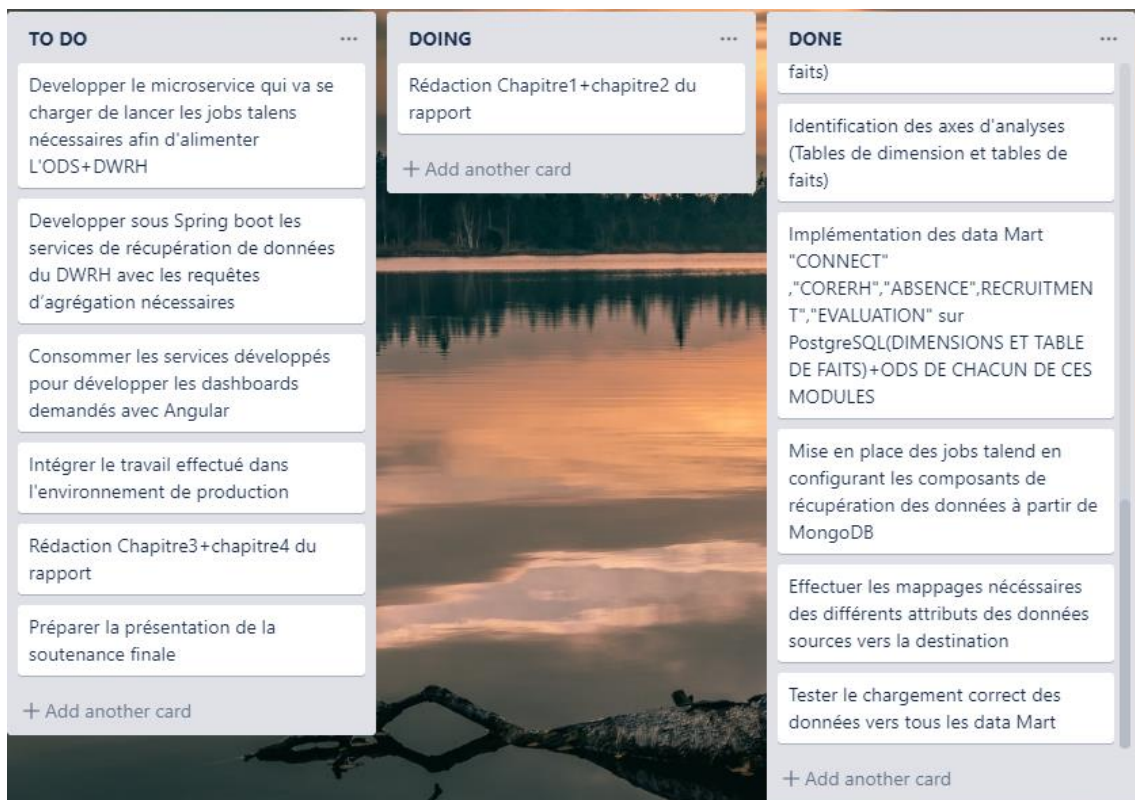 TO DO
Developper le microservice qui va se
charger de lancer les jobs talens
nécessaires afin d'alimenter
L'ODS+DWRH
Developper sous Spring boot les
services de récupération de données
du DWRH avec les requêtes
d'agrégation nécessaires
Consommer les services développés
pour développer les dashboards
demandés avec Angular
Intégrer le travail effectué dans
l'environnement de production
Rédaction Chapitre3+chapitre4 du
rapport
Préparer la présentation de la
soutenance finale
+ Add another card
DOING
Rédaction Chapitre1+chapitre2 du
rapport
+ Add another card
DONE
faits)
Identification des axes d'analyses
(Tables de dimension et tables de
faits)
Implémentation des data Mart
"CONNECT"
,"CORERH","ABSENCE",RECRUITMEN
T","EVALUATION" sur
PostgreSQL(DIMENSIONS ET TABLE
DE FAITS)+ODS DE CHACUN DE CES
MODULES
Mise en place des jobs talend en
configurant les composants de
récupération des données à partir de
MongoDB
Effectuer les mappages nécéssaires
des différents attributs des données
sources vers la destination
Tester le chargement correct des
données vers tous les data Mart
+ Add another card